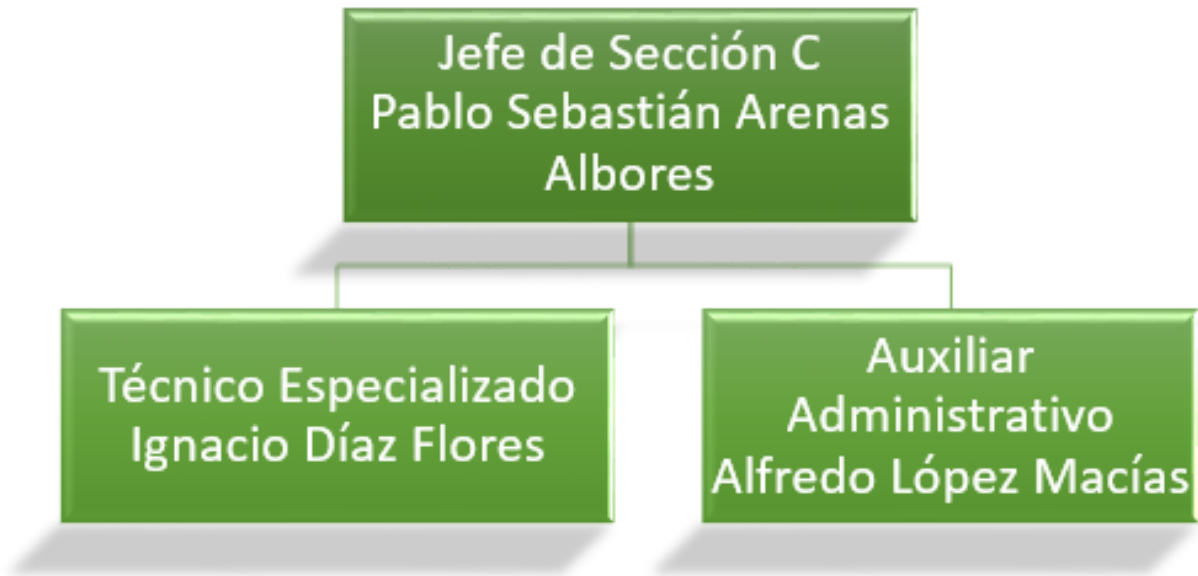 Jefe de Sección C
Pablo Sebastián Arenas
Albores
Técnico Especializado
Ignacio Díaz Flores
Auxiliar
Administrativo
Alfredo López Macías